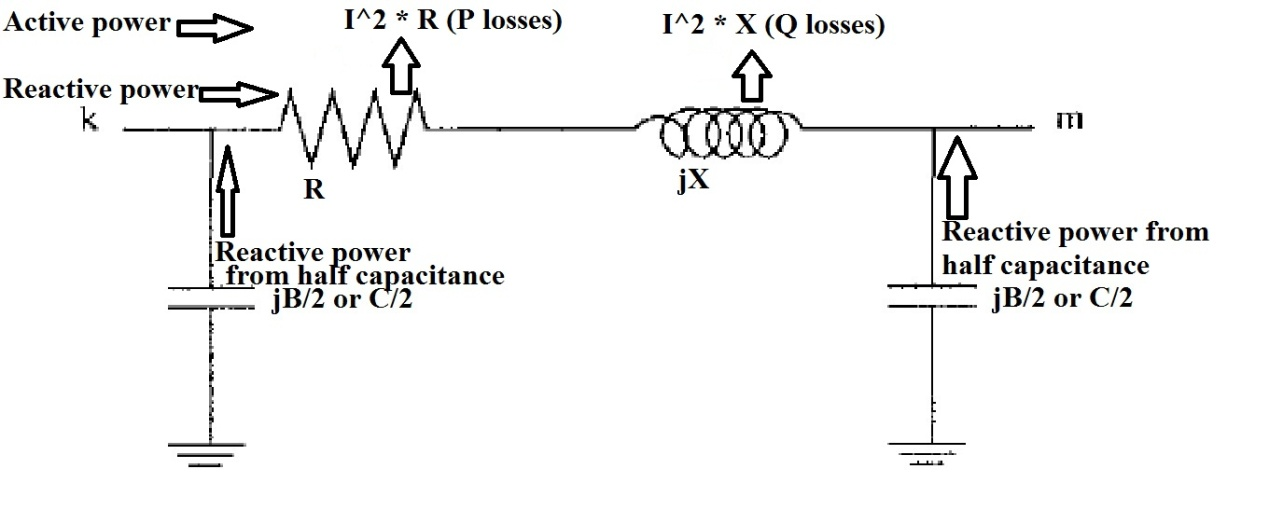 Active power
I^2 * R (P losses)
I^2 * X (Q losses)
Reactive power
k
m
R
jX
Reactive power
from half capacitance
jB/2 or C/2
Reactive power from
half capacitance
jB/2 or C/2